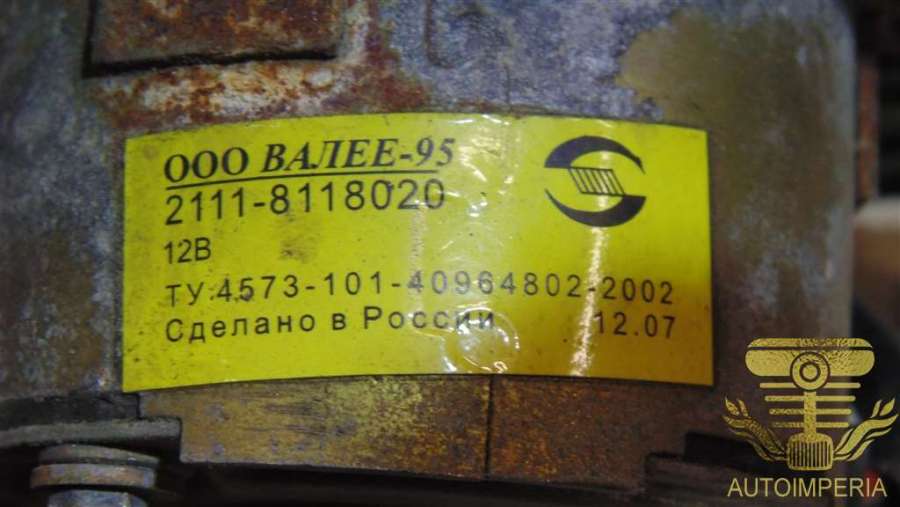 ООО ВАЛЕЕ-95
2111-8118020
12В
ТУ:4573-101-40964802-2002
Сделано в России 12.07
AUTOIMPERIA